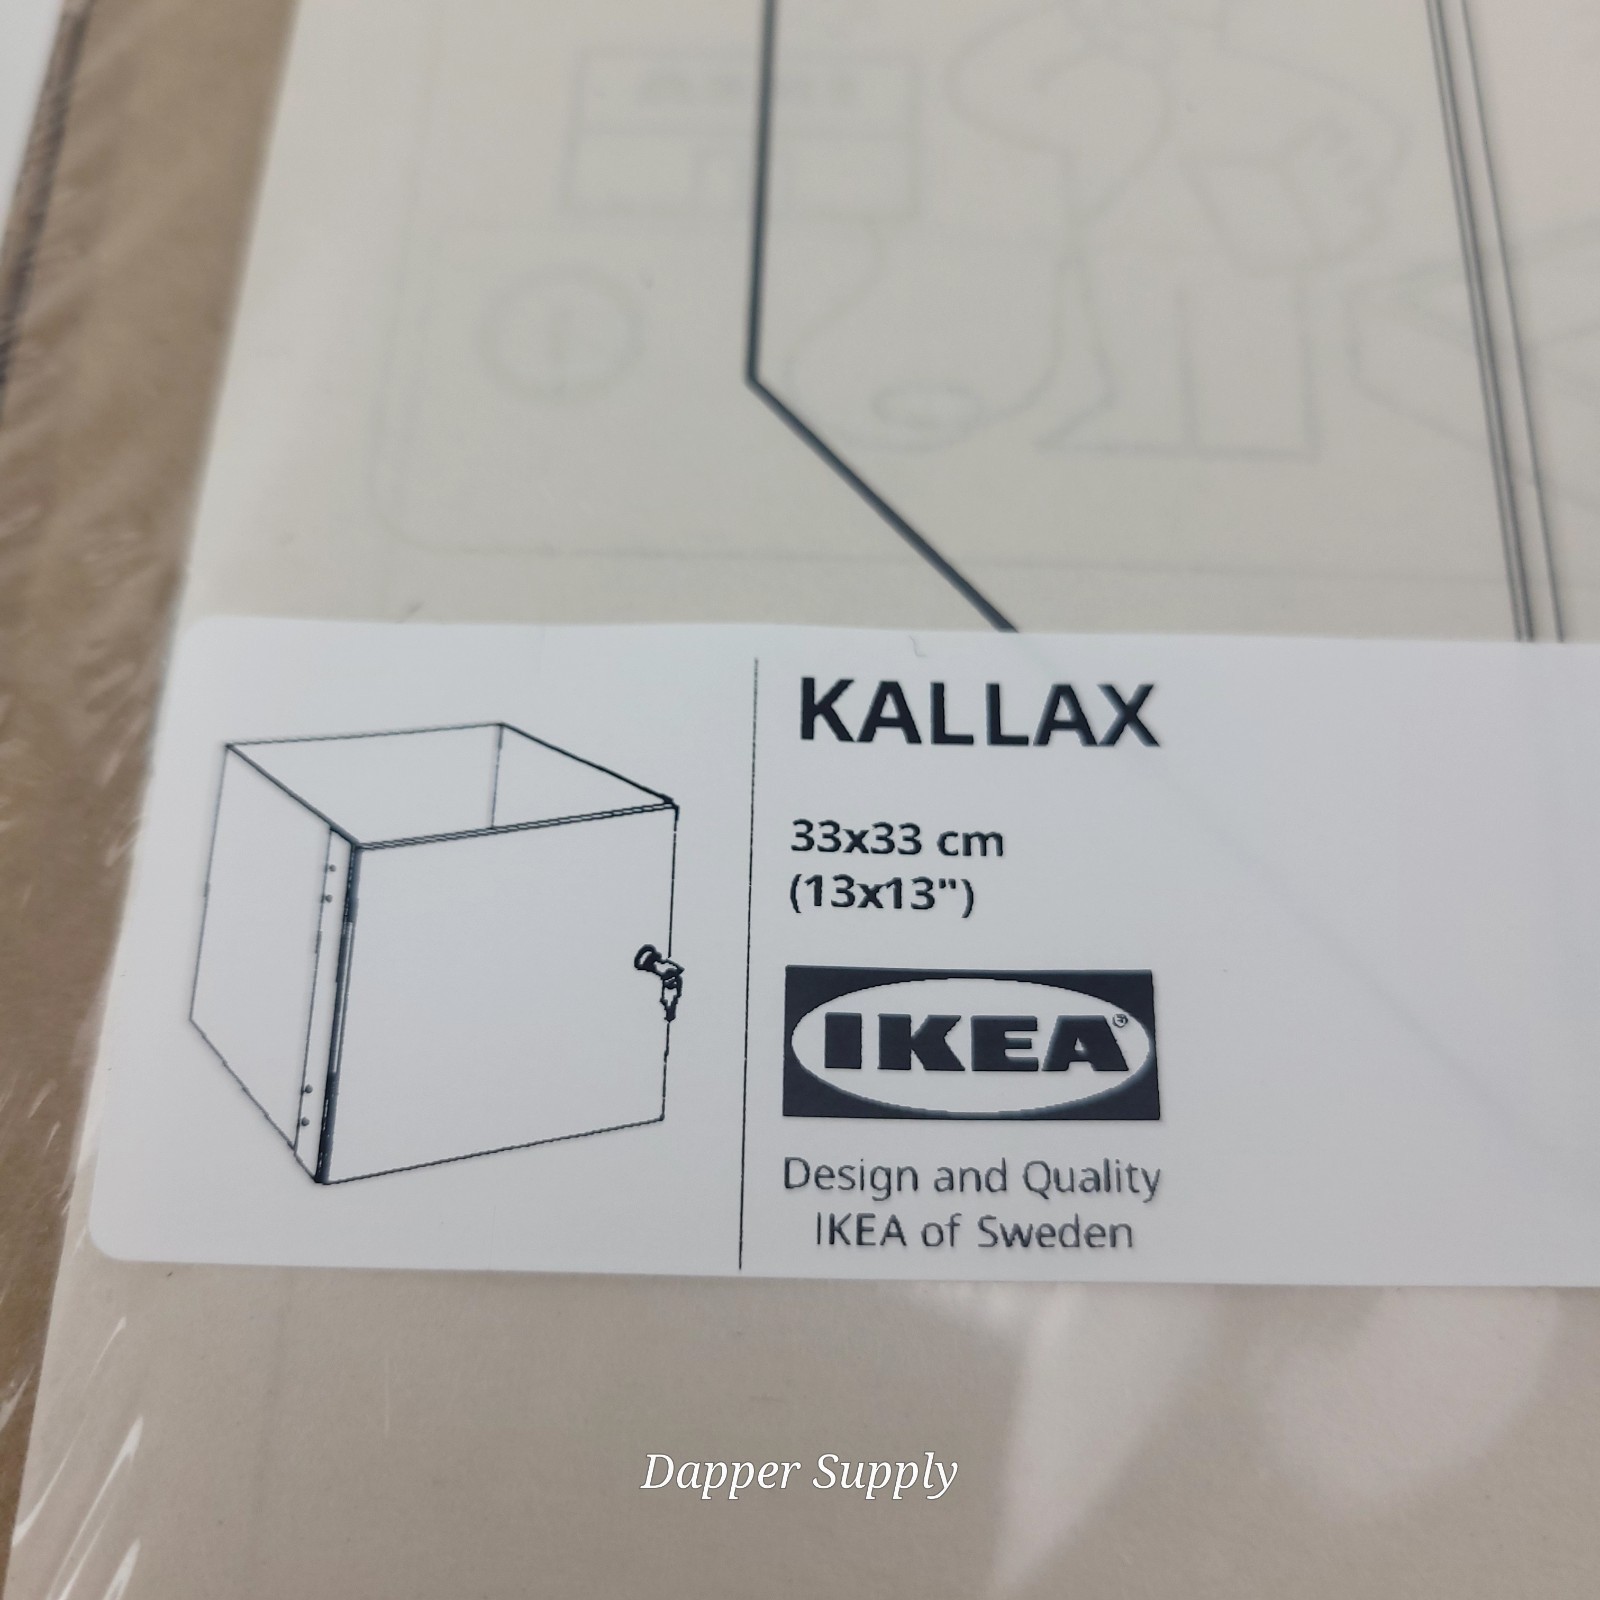 KALLAX
33x33 cm
(13x13")
IKEA®
Design and Quality
IKEA of Sweden
Dapper Supply